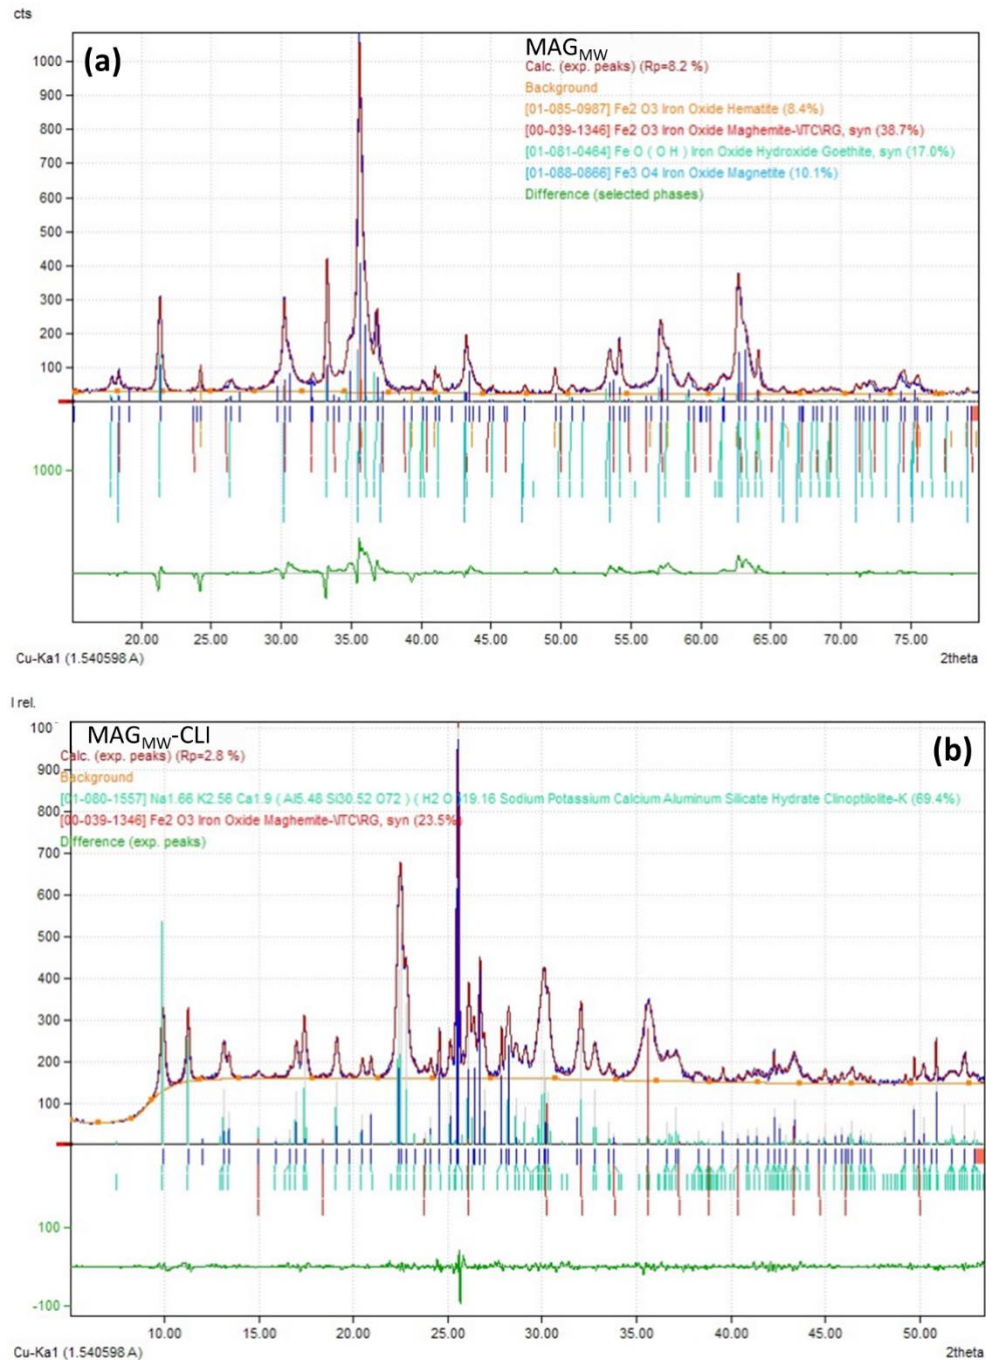 cts
(a)
MAG_MW
Calc. (exp. peaks) (Rp=8.2 %)
Background
[01-085-0987] Fe2 O3 Iron Oxide Hematite (8.4%)
[00-039-1346] Fe2 O3 Iron Oxide Maghemite-\ITC\RG, syn (38.7%)
[01-081-0464] Fe O ( O H ) Iron Oxide Hydroxide Goethite, syn (17.0%)
[01-088-0866] Fe3 O4 Iron Oxide Magnetite (10.1%)
Difference (selected phases)
1000
900
800
700
600
500
400
300
200
100
1000
20.00 25.00 30.00 35.00 40.00 45.00 50.00 55.00 60.00 65.00 70.00 75.00
Cu-Ka1 (1.540598 A) 2theta
I rel.
MAG_MW-CLI
(b)
Calc. (exp. peaks) (Rp=2.8 %)
Background
[01-080-1557] Na1.66 K2.56 Ca1.9 ( Al5.48 Si30.52 O72 ) ( H2 O )19.16 Sodium Potassium Calcium Aluminum Silicate Hydrate Clinoptilolite-K (69.4%)
[00-039-1346] Fe2 O3 Iron Oxide Maghemite-\ITC\RG, syn (23.5%)
Difference (exp. peaks)
100
900
800
700
600
500
400
300
200
100
100
-100
10.00 15.00 20.00 25.00 30.00 35.00 40.00 45.00 50.00
Cu-Ka1 (1.540598 A) 2theta